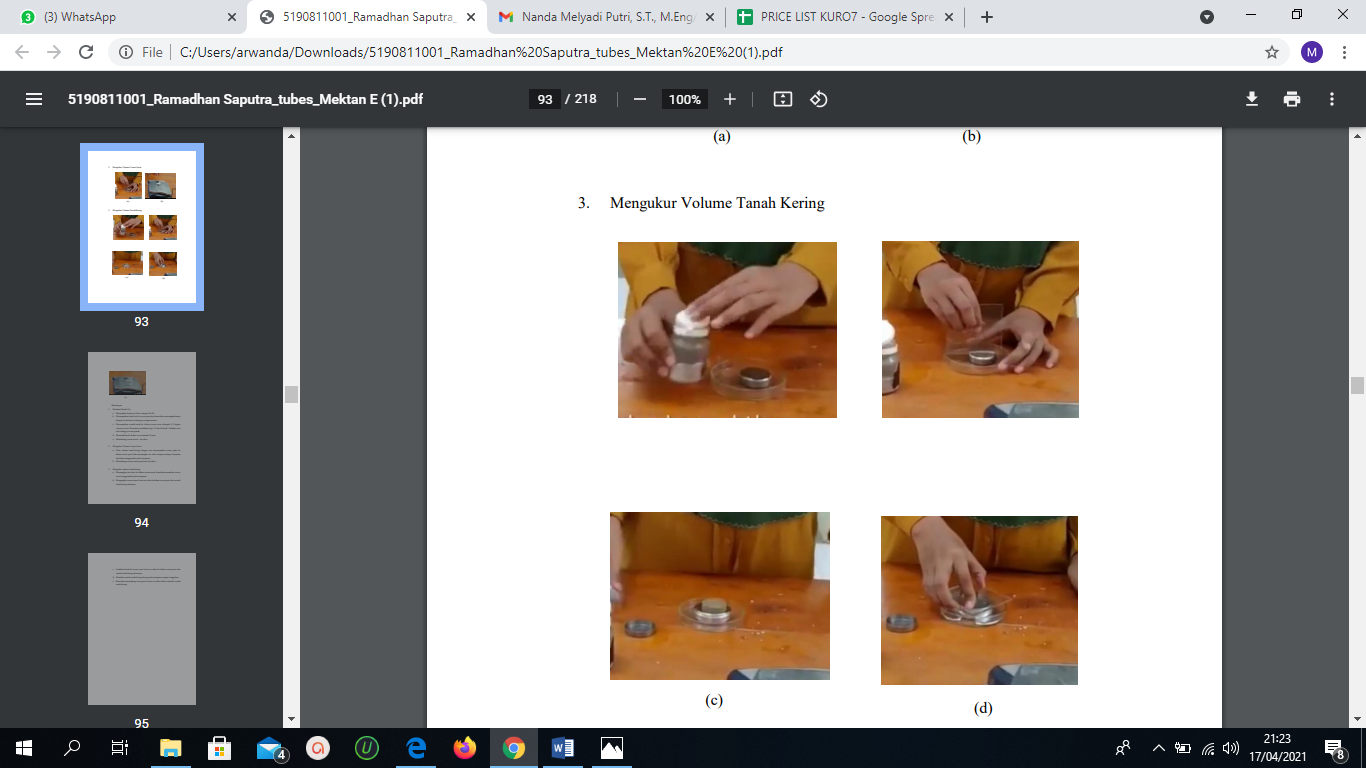 (3) WhatsApp
5190811001_Ramadhan Saputra_
Nanda Melyadi Putri, S.T., M.Eng
PRICE LIST KURO7 - Google Spre
File
C:/Users/arwanda/Downloads/5190811001_Ramadhan%20Saputra_tubes_Mektan%20E%20(1).pdf
M
5190811001_Ramadhan Saputra_tubes_Mektan E (1).pdf
93 / 218
100%
(a)
(b)
3. Mengukur Volume Tanah Kering
(c)
(d)
93
94
95
4
21:23
17/04/2021
8